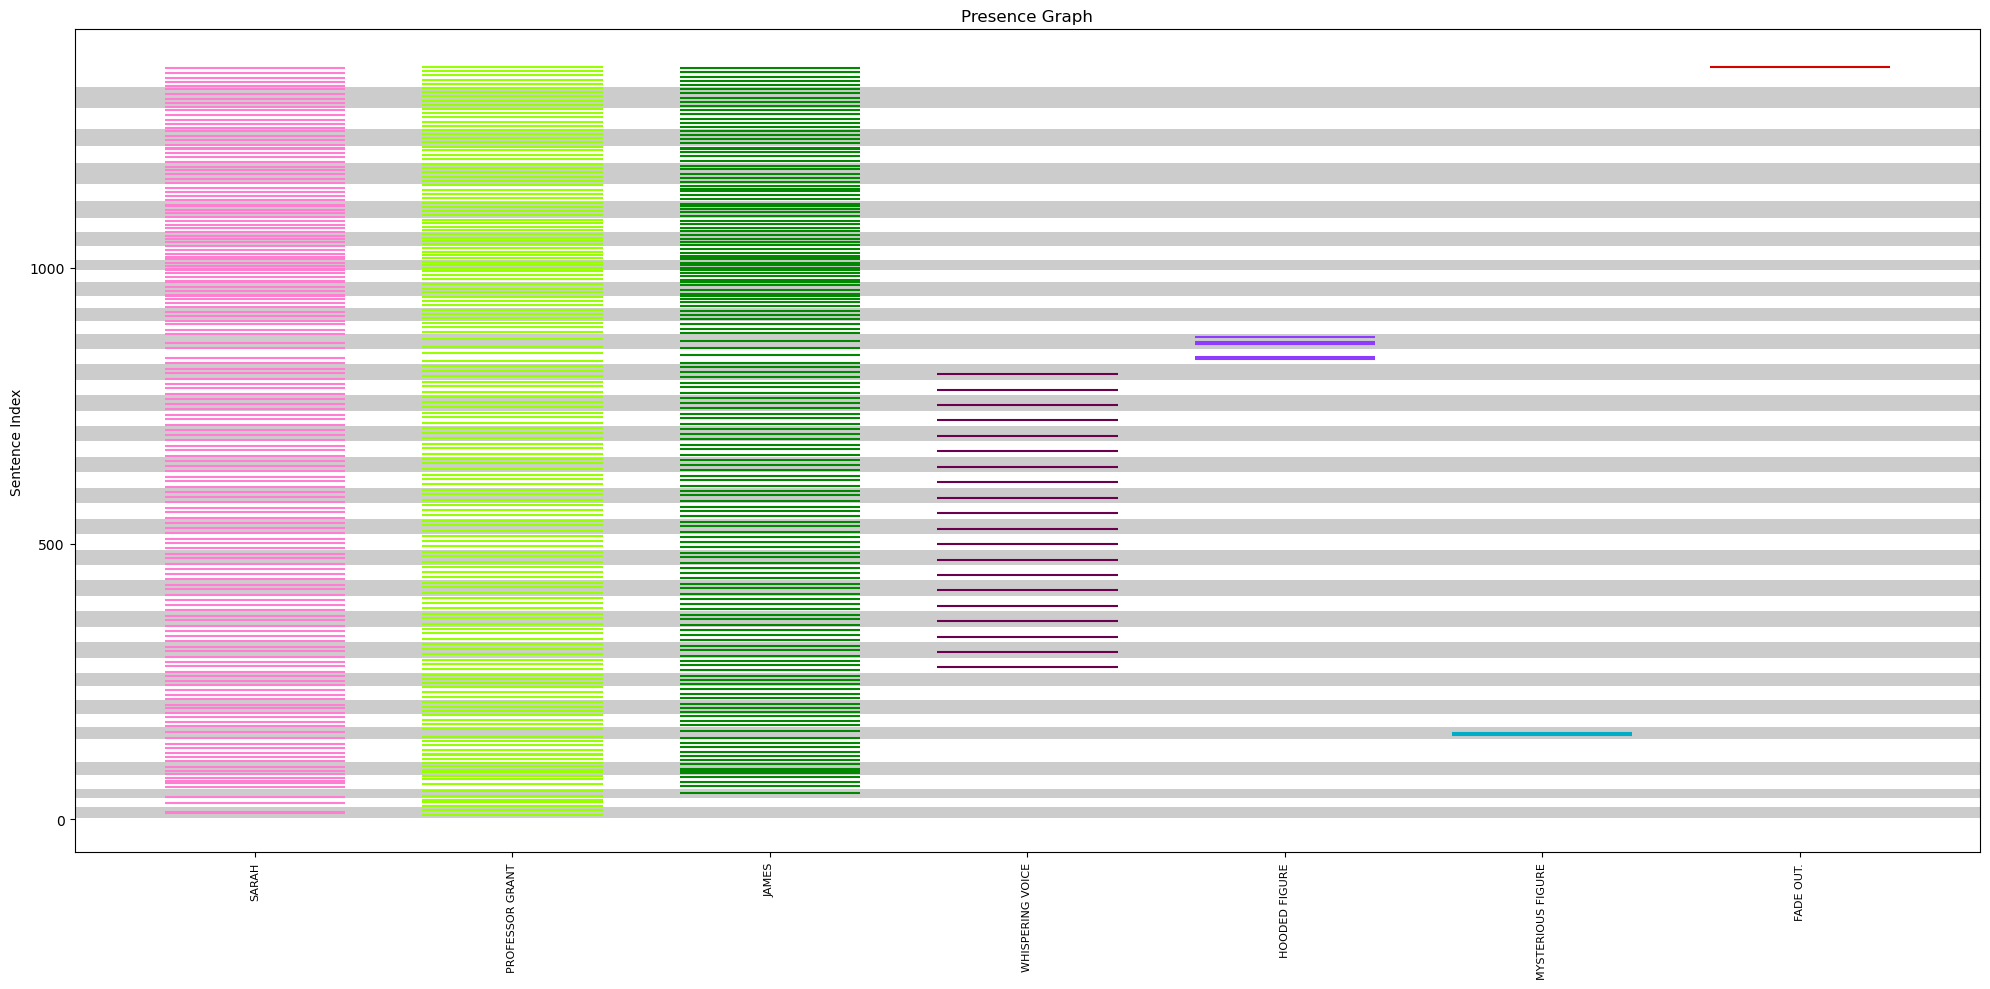 Presence Graph
Sentence Index
1000
500
0
SARAH
PROFESSOR GRANT
JAMES
WHISPERING VOICE
HOODED FIGURE
MYSTERIOUS FIGURE
FADE OUT.